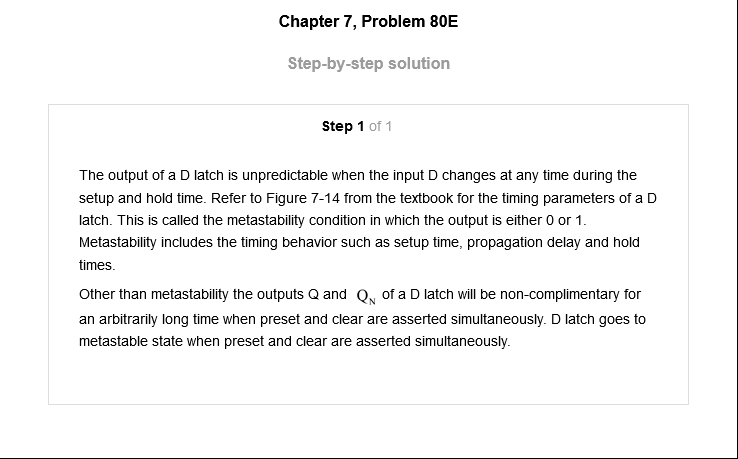 Chapter 7, Problem 80E
Step-by-step solution
Step 1 of 1
The output of a D latch is unpredictable when the input D changes at any time during the
setup and hold time. Refer to Figure 7-14 from the textbook for the timing parameters of a D
latch. This is called the metastability condition in which the output is either 0 or 1.
Metastability includes the timing behavior such as setup time, propagation delay and hold
times.
Other than metastability the outputs Q and Q_N of a D latch will be non-complimentary for
an arbitrarily long time when preset and clear are asserted simultaneously. D latch goes to
metastable state when preset and clear are asserted simultaneously.